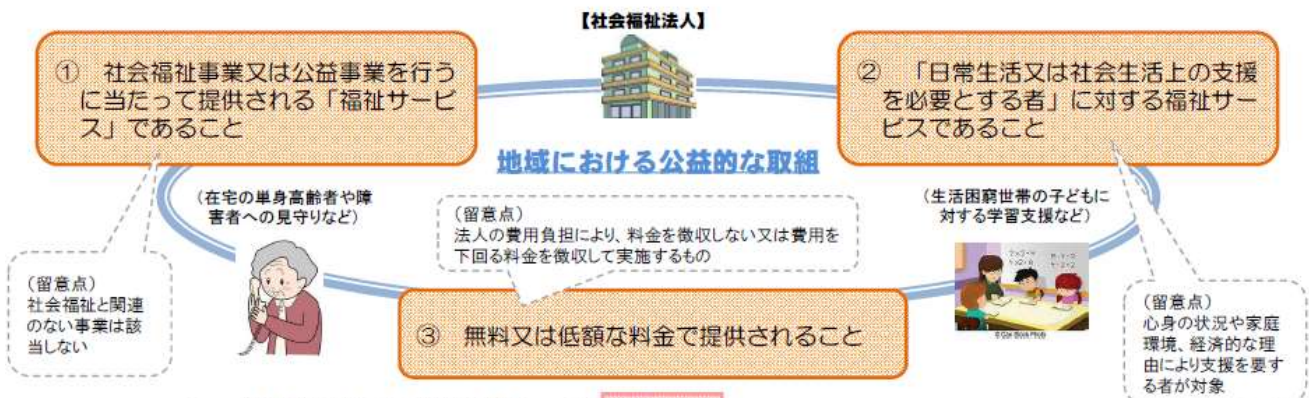 【社会福祉法人】
① 社会福祉事業又は公益事業を行う
に当たって提供される「福祉サービ
ス」であること
② 「日常生活又は社会生活上の支援
を必要とする者」に対する福祉サー
ビスであること
地域における公益的な取組
(在宅の単身高齢者や障
害者への見守りなど)
(留意点)
法人の費用負担により、料金を徴収しない又は費用を
下回る料金を徴収して実施するもの
(生活困窮世帯の子どもに
対する学習支援など)
(留意点)
社会福祉と関連
のない事業は該
当しない
③ 無料又は低額な料金で提供されること
(留意点)
心身の状況や家庭
環境、経済的な理
由により支援を要す
る者が対象